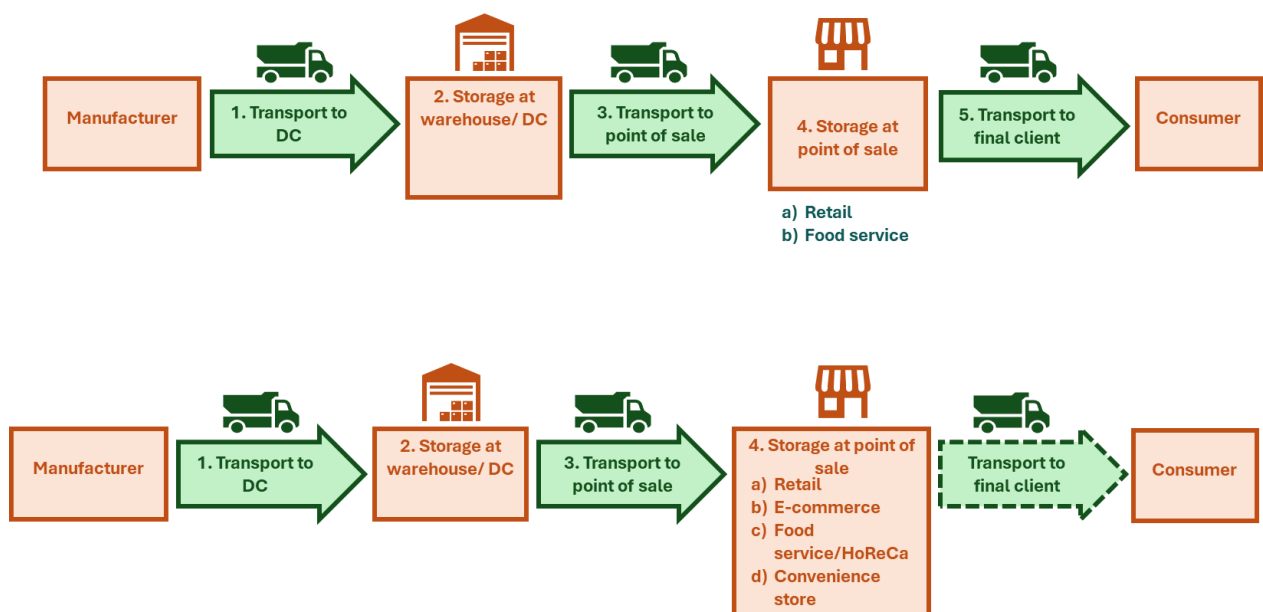 Manufacturer
1. Transport to
DC
2. Storage at
warehouse/ DC
3. Transport to
point of sale
4. Storage at
point of sale
a) Retail
b) Food service
5. Transport to
final client
Consumer
Manufacturer
1. Transport to
DC
2. Storage at
warehouse/ DC
3. Transport to
point of sale
4. Storage at point of
sale
a) Retail
b) E-commerce
c) Food
service/HoReCa
d) Convenience
store
Transport to
final client
Consumer